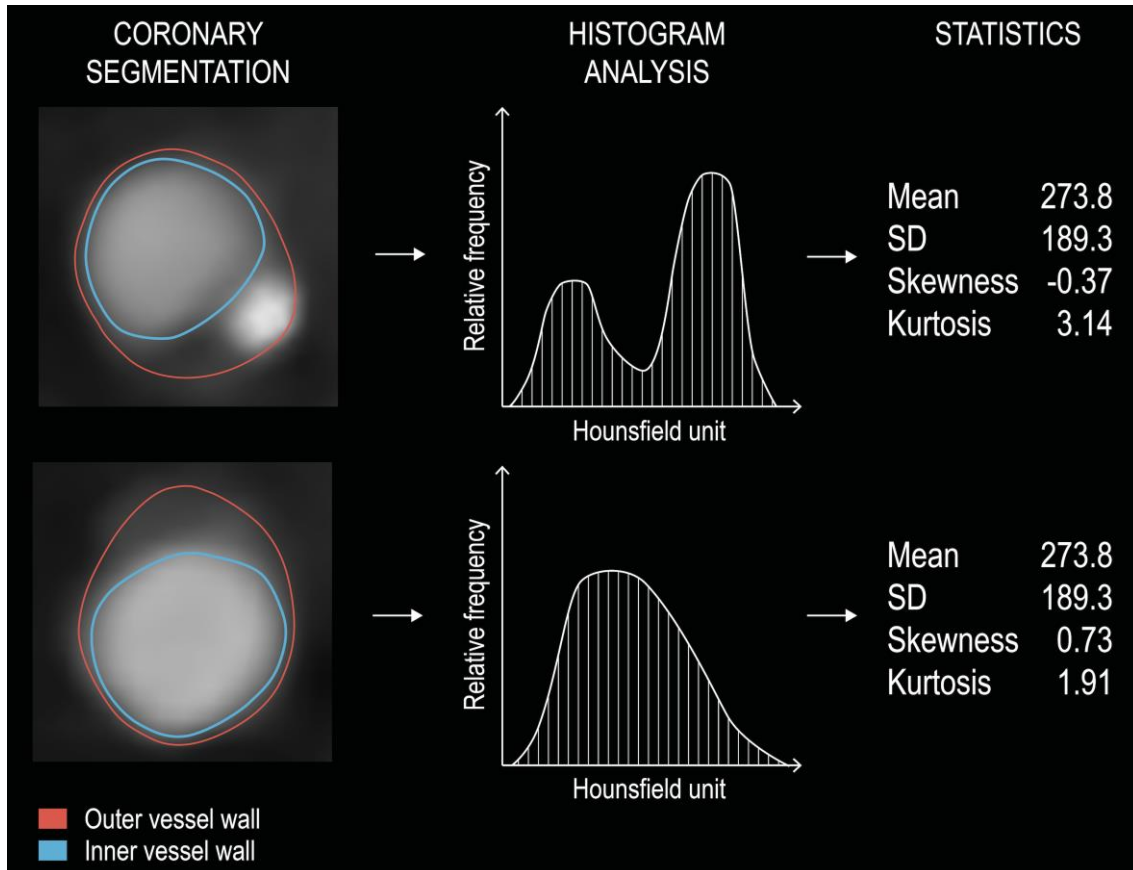 CORONARY
SEGMENTATION
HISTOGRAM
ANALYSIS
STATISTICS
Relative frequency
Hounsfield unit
Mean 273.8
SD 189.3
Skewness -0.37
Kurtosis 3.14
Relative frequency
Hounsfield unit
Mean 273.8
SD 189.3
Skewness 0.73
Kurtosis 1.91
Outer vessel wall
Inner vessel wall